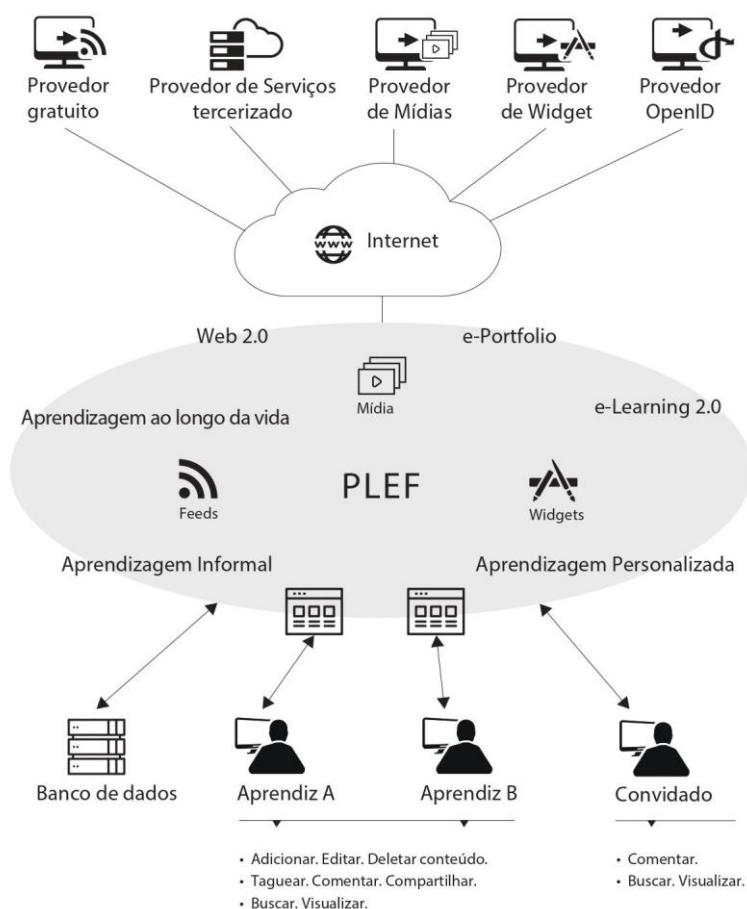 Provedor
gratuito
Provedor de Serviços
tercerizado
Provedor
de Mídias
Provedor
de Widget
Provedor
OpenID
www
Internet
Web 2.0
e-Portfolio
Mídia
Aprendizagem ao longo da vida
e-Learning 2.0
Feeds
PLEF
Widgets
Aprendizagem Informal
Aprendizagem Personalizada
Banco de dados
Aprendiz A
Aprendiz B
Convidado
• Adicionar. Editar. Deletar conteúdo.
• Taguear. Comentar. Compartilhar.
• Buscar. Visualizar.
• Comentar.
• Buscar. Visualizar.